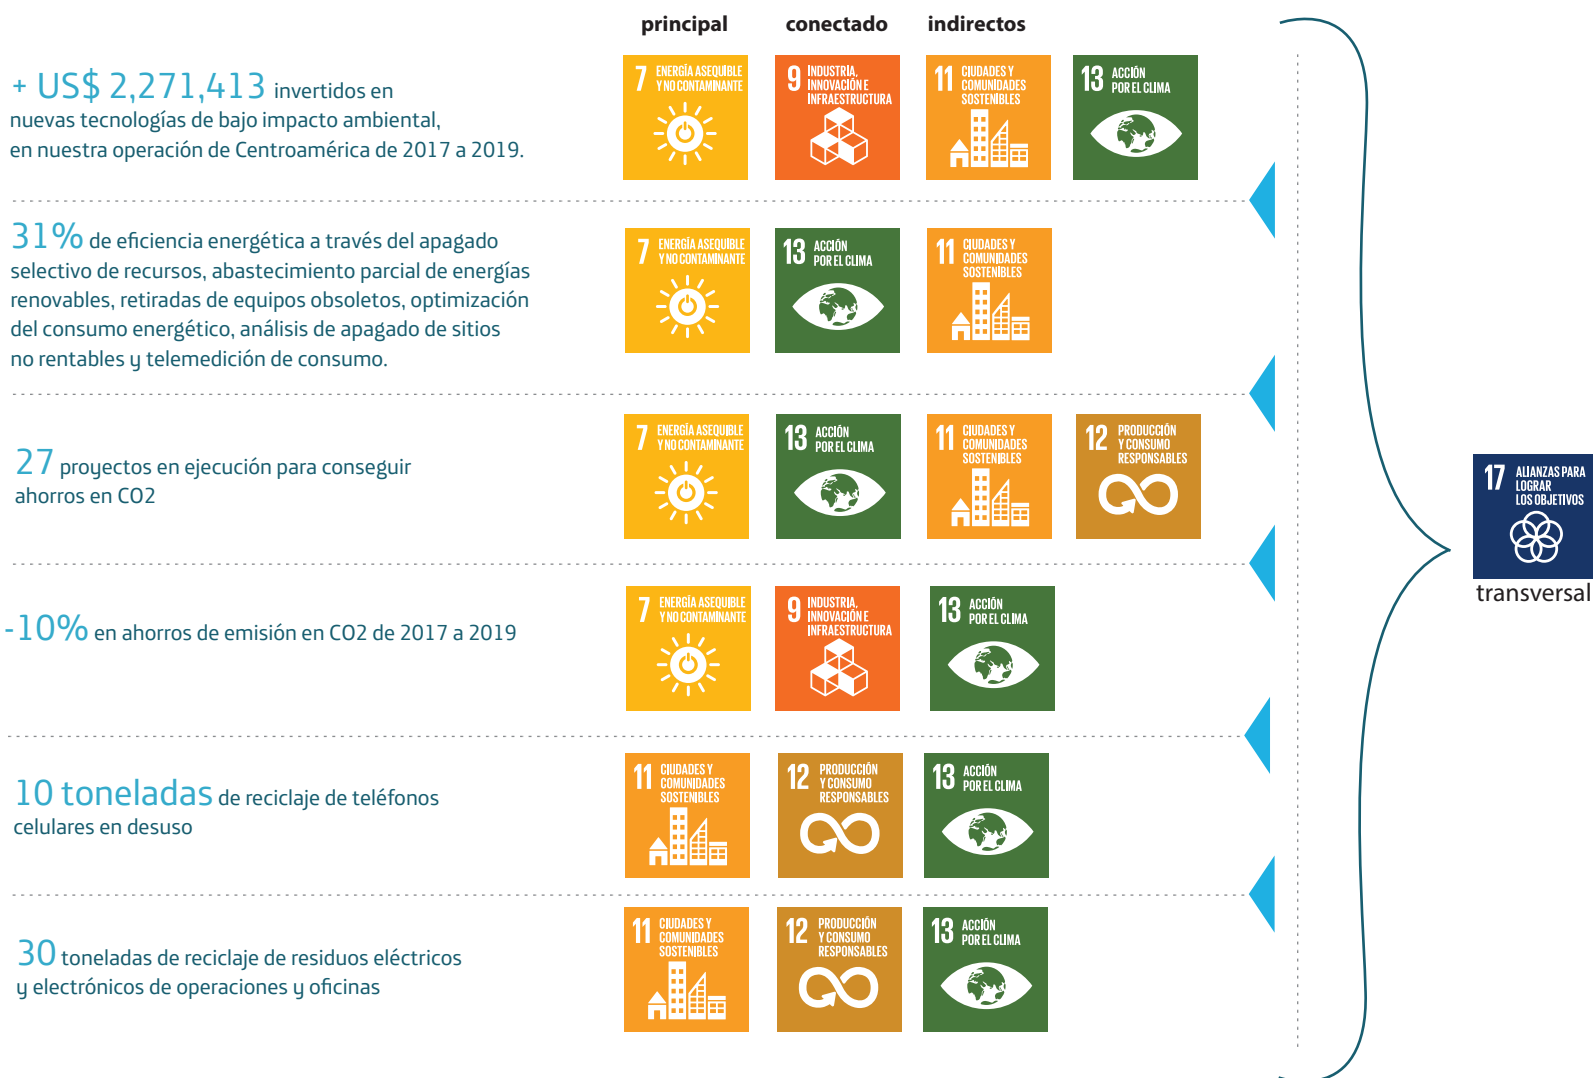 principal conectado indirectos
+ US$ 2,271,413 invertidos en
nuevas tecnologías de bajo impacto ambiental,
en nuestra operación de Centroamérica de 2017 a 2019.
7 ENERGÍA ASEQUIBLE
Y NO CONTAMINANTE
9 INDUSTRIA,
INNOVACIÓN E
INFRAESTRUCTURA
11 CIUDADES Y
COMUNIDADES
SOSTENIBLES
13 ACCIÓN
POR EL CLIMA
31% de eficiencia energética a través del apagado
selectivo de recursos, abastecimiento parcial de energías
renovables, retiradas de equipos obsoletos, optimización
del consumo energético, análisis de apagado de sitios
no rentables y telemedición de consumo.
7 ENERGÍA ASEQUIBLE
Y NO CONTAMINANTE
13 ACCIÓN
POR EL CLIMA
11 CIUDADES Y
COMUNIDADES
SOSTENIBLES
27 proyectos en ejecución para conseguir
ahorros en CO2
7 ENERGÍA ASEQUIBLE
Y NO CONTAMINANTE
13 ACCIÓN
POR EL CLIMA
11 CIUDADES Y
COMUNIDADES
SOSTENIBLES
12 PRODUCCIÓN
Y CONSUMO
RESPONSABLES
-10% en ahorros de emisión en CO2 de 2017 a 2019
7 ENERGÍA ASEQUIBLE
Y NO CONTAMINANTE
9 INDUSTRIA,
INNOVACIÓN E
INFRAESTRUCTURA
13 ACCIÓN
POR EL CLIMA
10 toneladas de reciclaje de teléfonos
celulares en desuso
11 CIUDADES Y
COMUNIDADES
SOSTENIBLES
12 PRODUCCIÓN
Y CONSUMO
RESPONSABLES
13 ACCIÓN
POR EL CLIMA
30 toneladas de reciclaje de residuos eléctricos
y electrónicos de operaciones y oficinas
11 CIUDADES Y
COMUNIDADES
SOSTENIBLES
12 PRODUCCIÓN
Y CONSUMO
RESPONSABLES
13 ACCIÓN
POR EL CLIMA
17 ALIANZAS PARA
LOGRAR
LOS OBJETIVOS
transversal